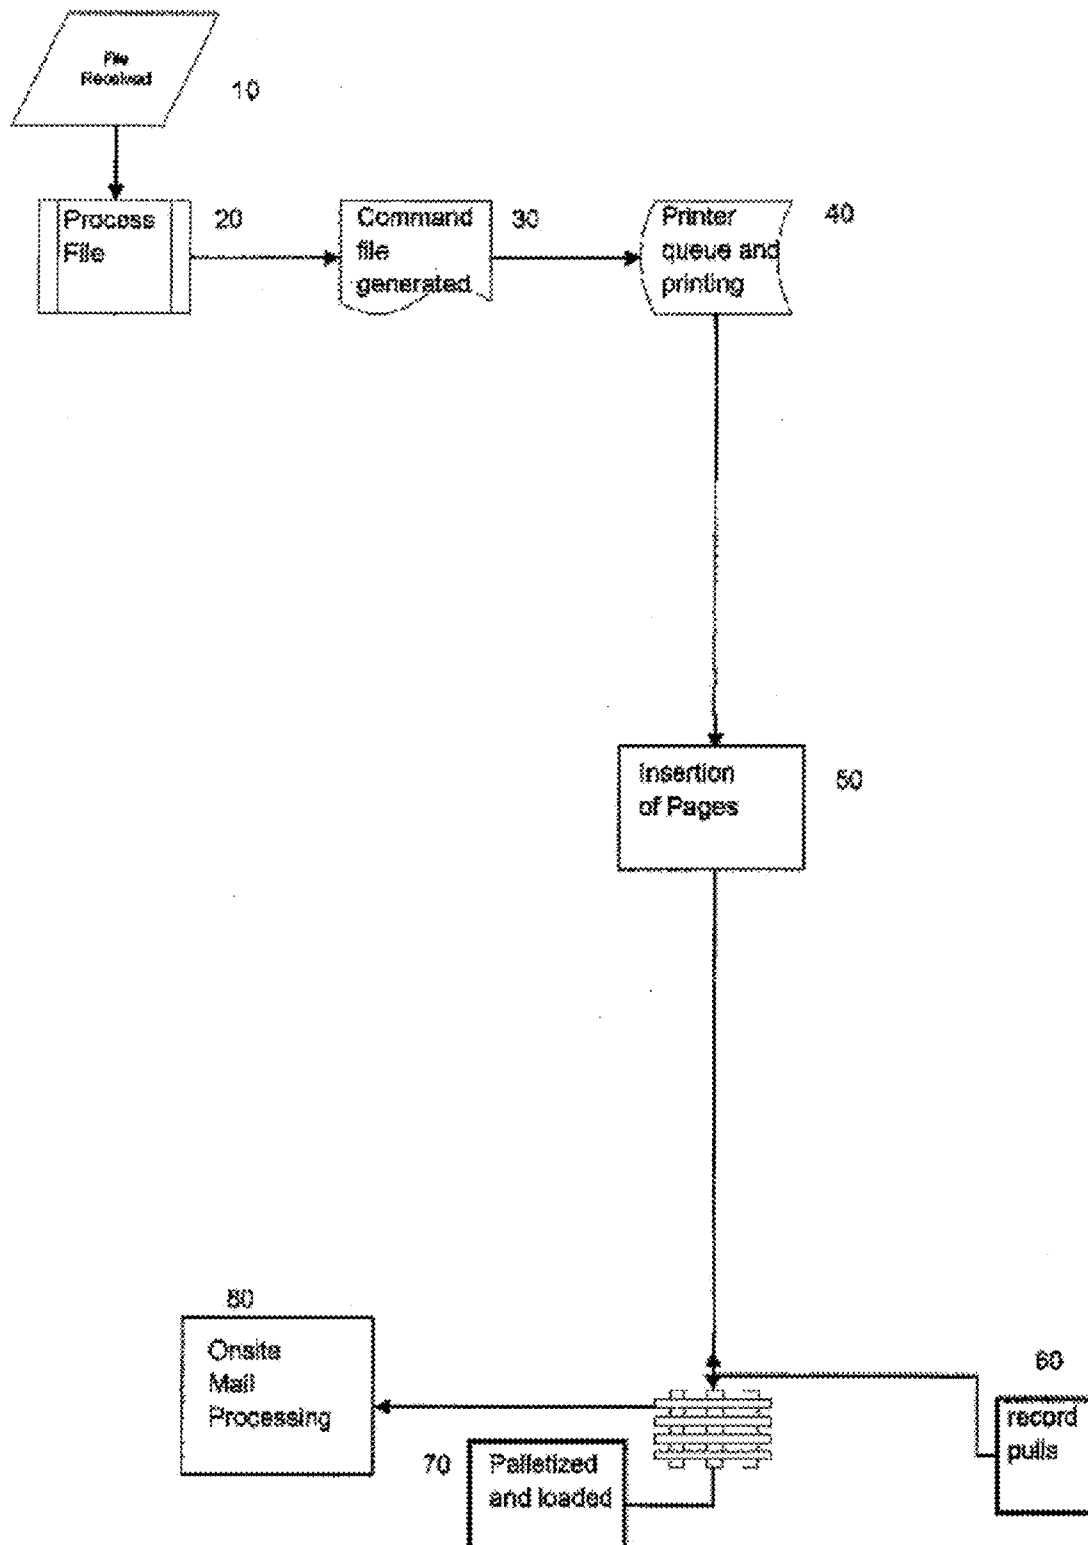 File
Received
10
Process
File
20
Command
file
generated
30
Printer
queue and
printing
40
Insertion
of Pages
50
80
Onsite
Mail
Processing
60
record
pulls
70
Palletized
and loaded